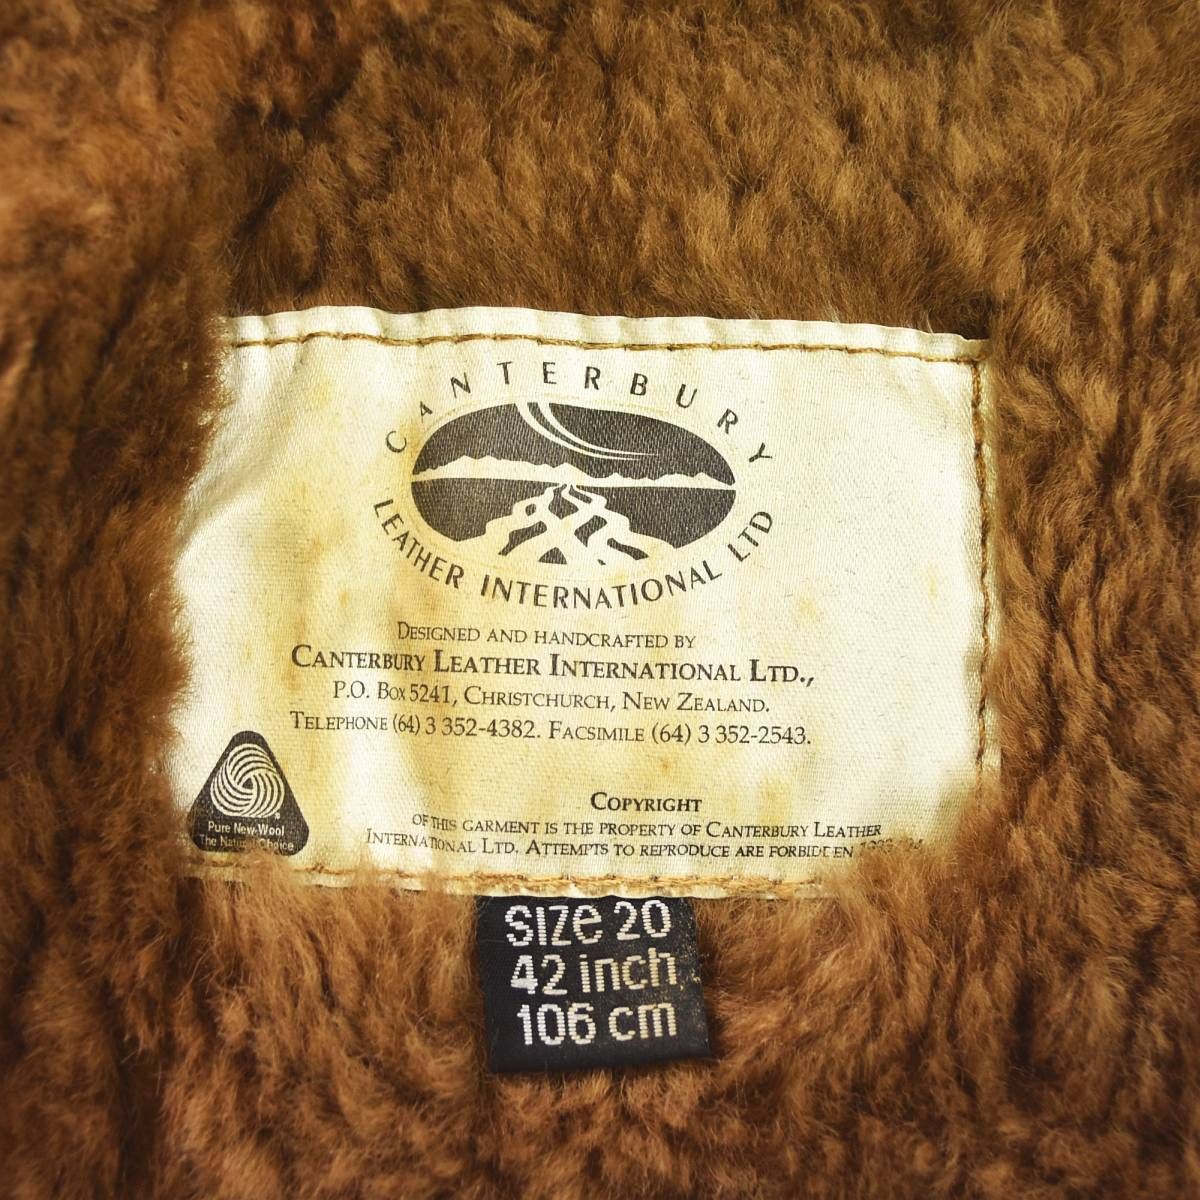 CANTERBURY
LEATHER INTERNATIONAL LTD
DESIGNED AND HANDCRAFTED BY
CANTERBURY LEATHER INTERNATIONAL LTD.,
P.O. BOX 5241, CHRISTCHURCH, NEW ZEALAND.
TELEPHONE (64) 3 352-4382. FACSIMILE (64) 3 352-2543.
Pure New Wool
The Natural Choice
COPYRIGHT
OF THIS GARMENT IS THE PROPERTY OF CANTERBURY LEATHER
INTERNATIONAL LTD. ATTEMPTS TO REPRODUCE ARE FORBIDDEN
SIZE 20
42 inch
106 cm